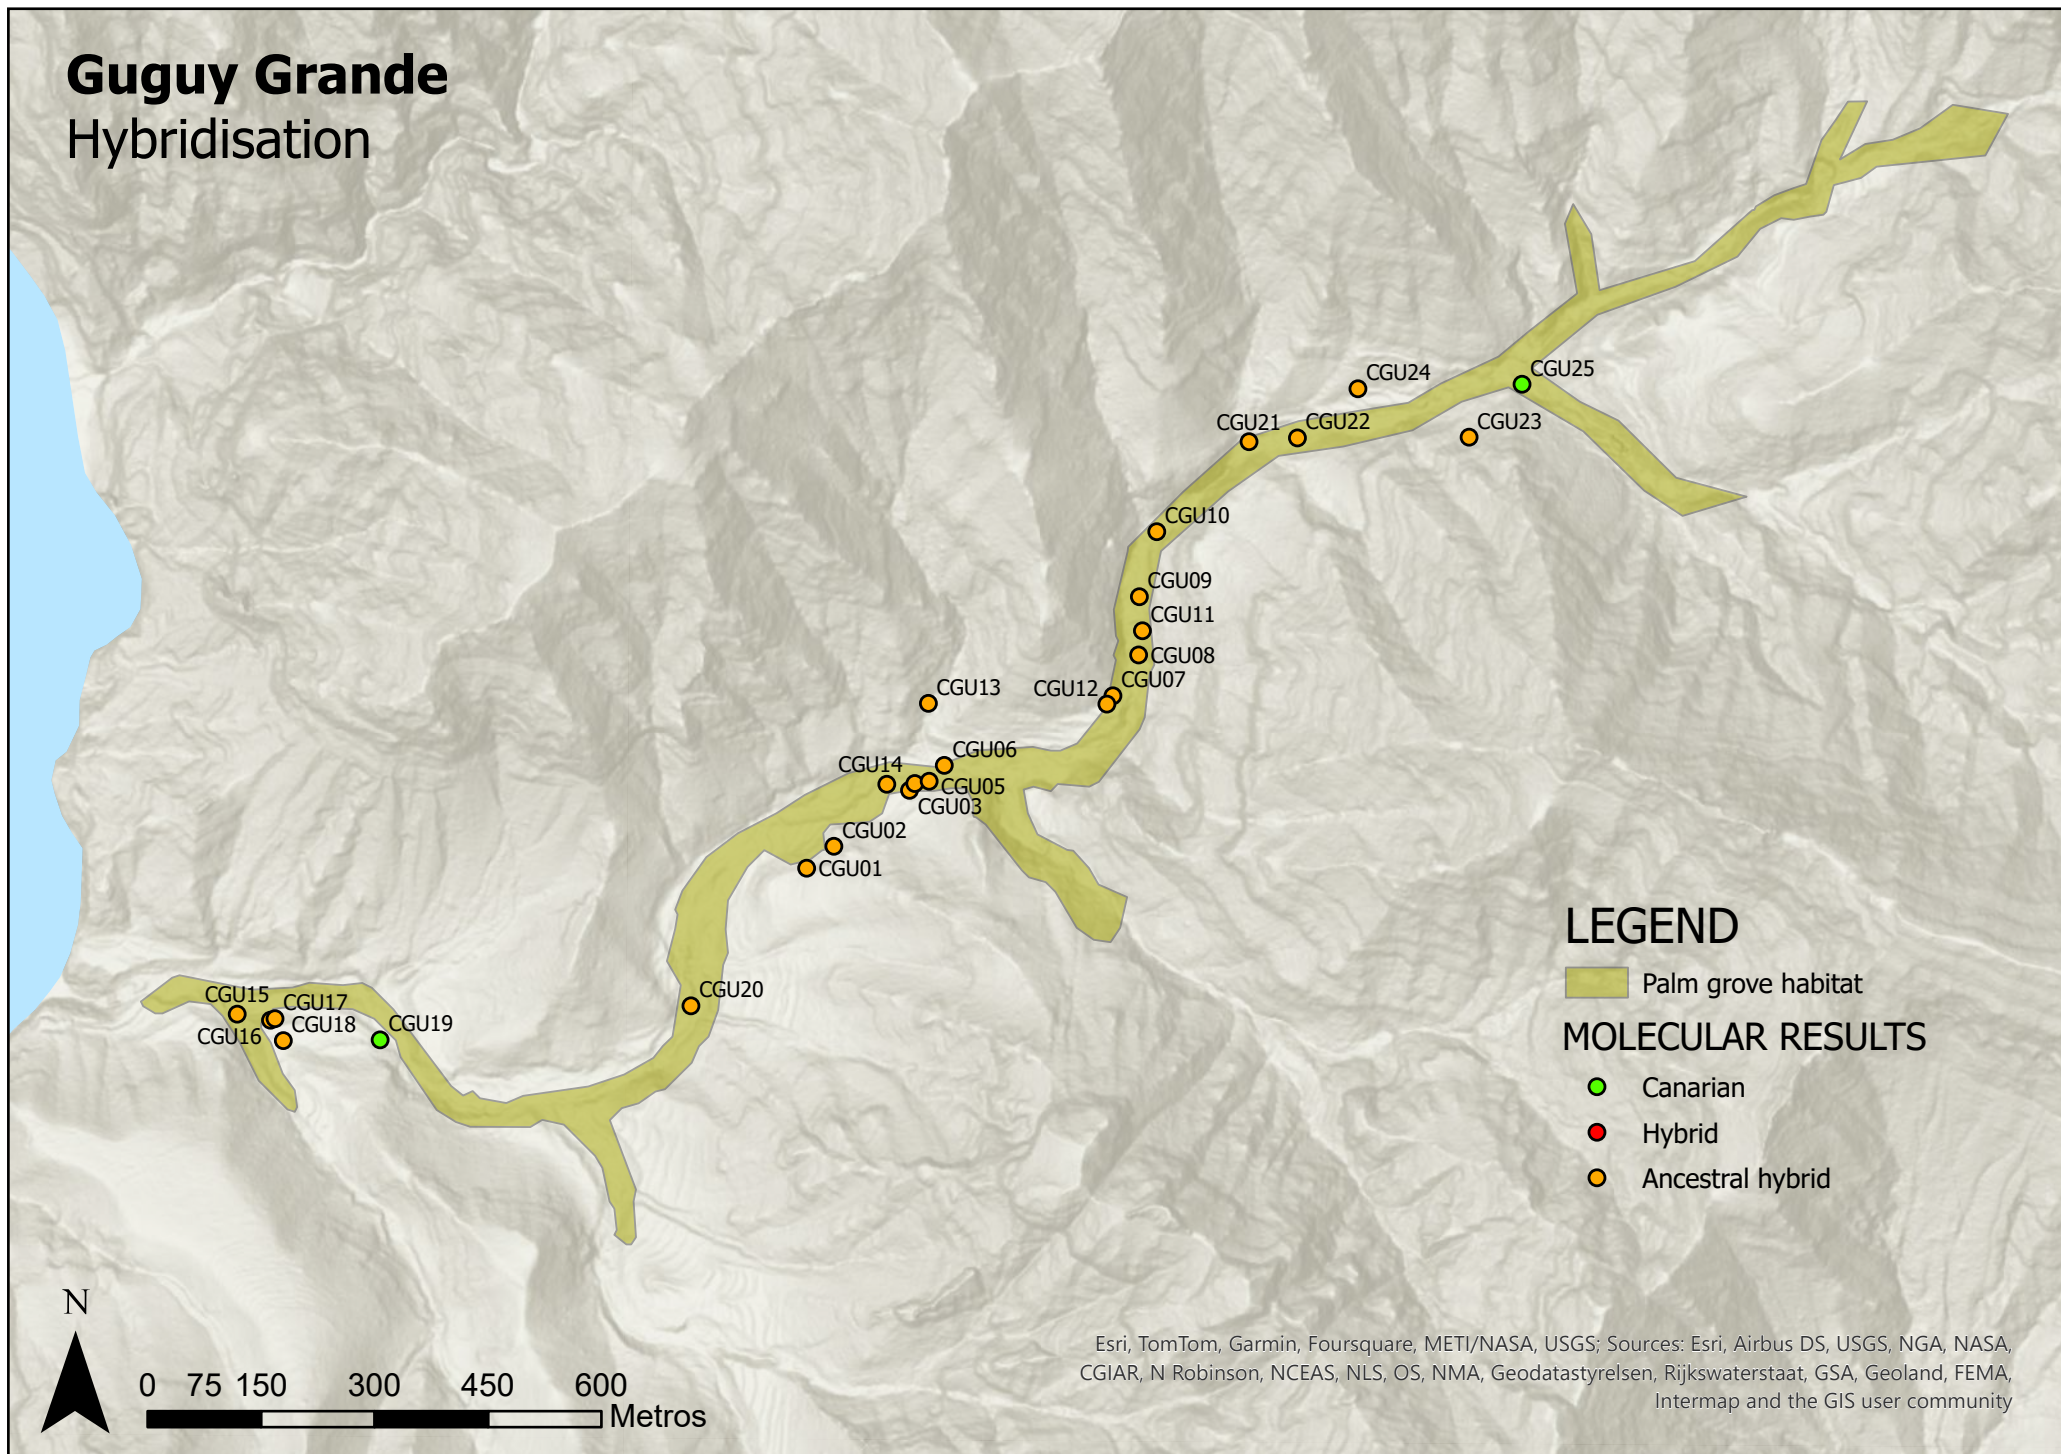 Guguy Grande
Hybridisation
CGU24
CGU25
CGU21
CGU22
CGU23
CGU10
CGU09
CGU11
CGU08
CGU12
CGU07
CGU13
CGU06
CGU14
CGU05
CGU03
CGU02
CGU01
CGU20
CGU15
CGU17
CGU16
CGU18
CGU19
LEGEND
Palm grove habitat
MOLECULAR RESULTS
Canarian
Hybrid
Ancestral hybrid
N
0 75 150 300 450 600
Metros
Esri, TomTom, Garmin, Foursquare, METI/NASA, USGS; Sources: Esri, Airbus DS, USGS, NGA, NASA,
CGIAR, N Robinson, NCEAS, NLS, OS, NMA, Geodatastyrelsen, Rijkswaterstaat, GSA, Geoland, FEMA,
Intermap and the GIS user community